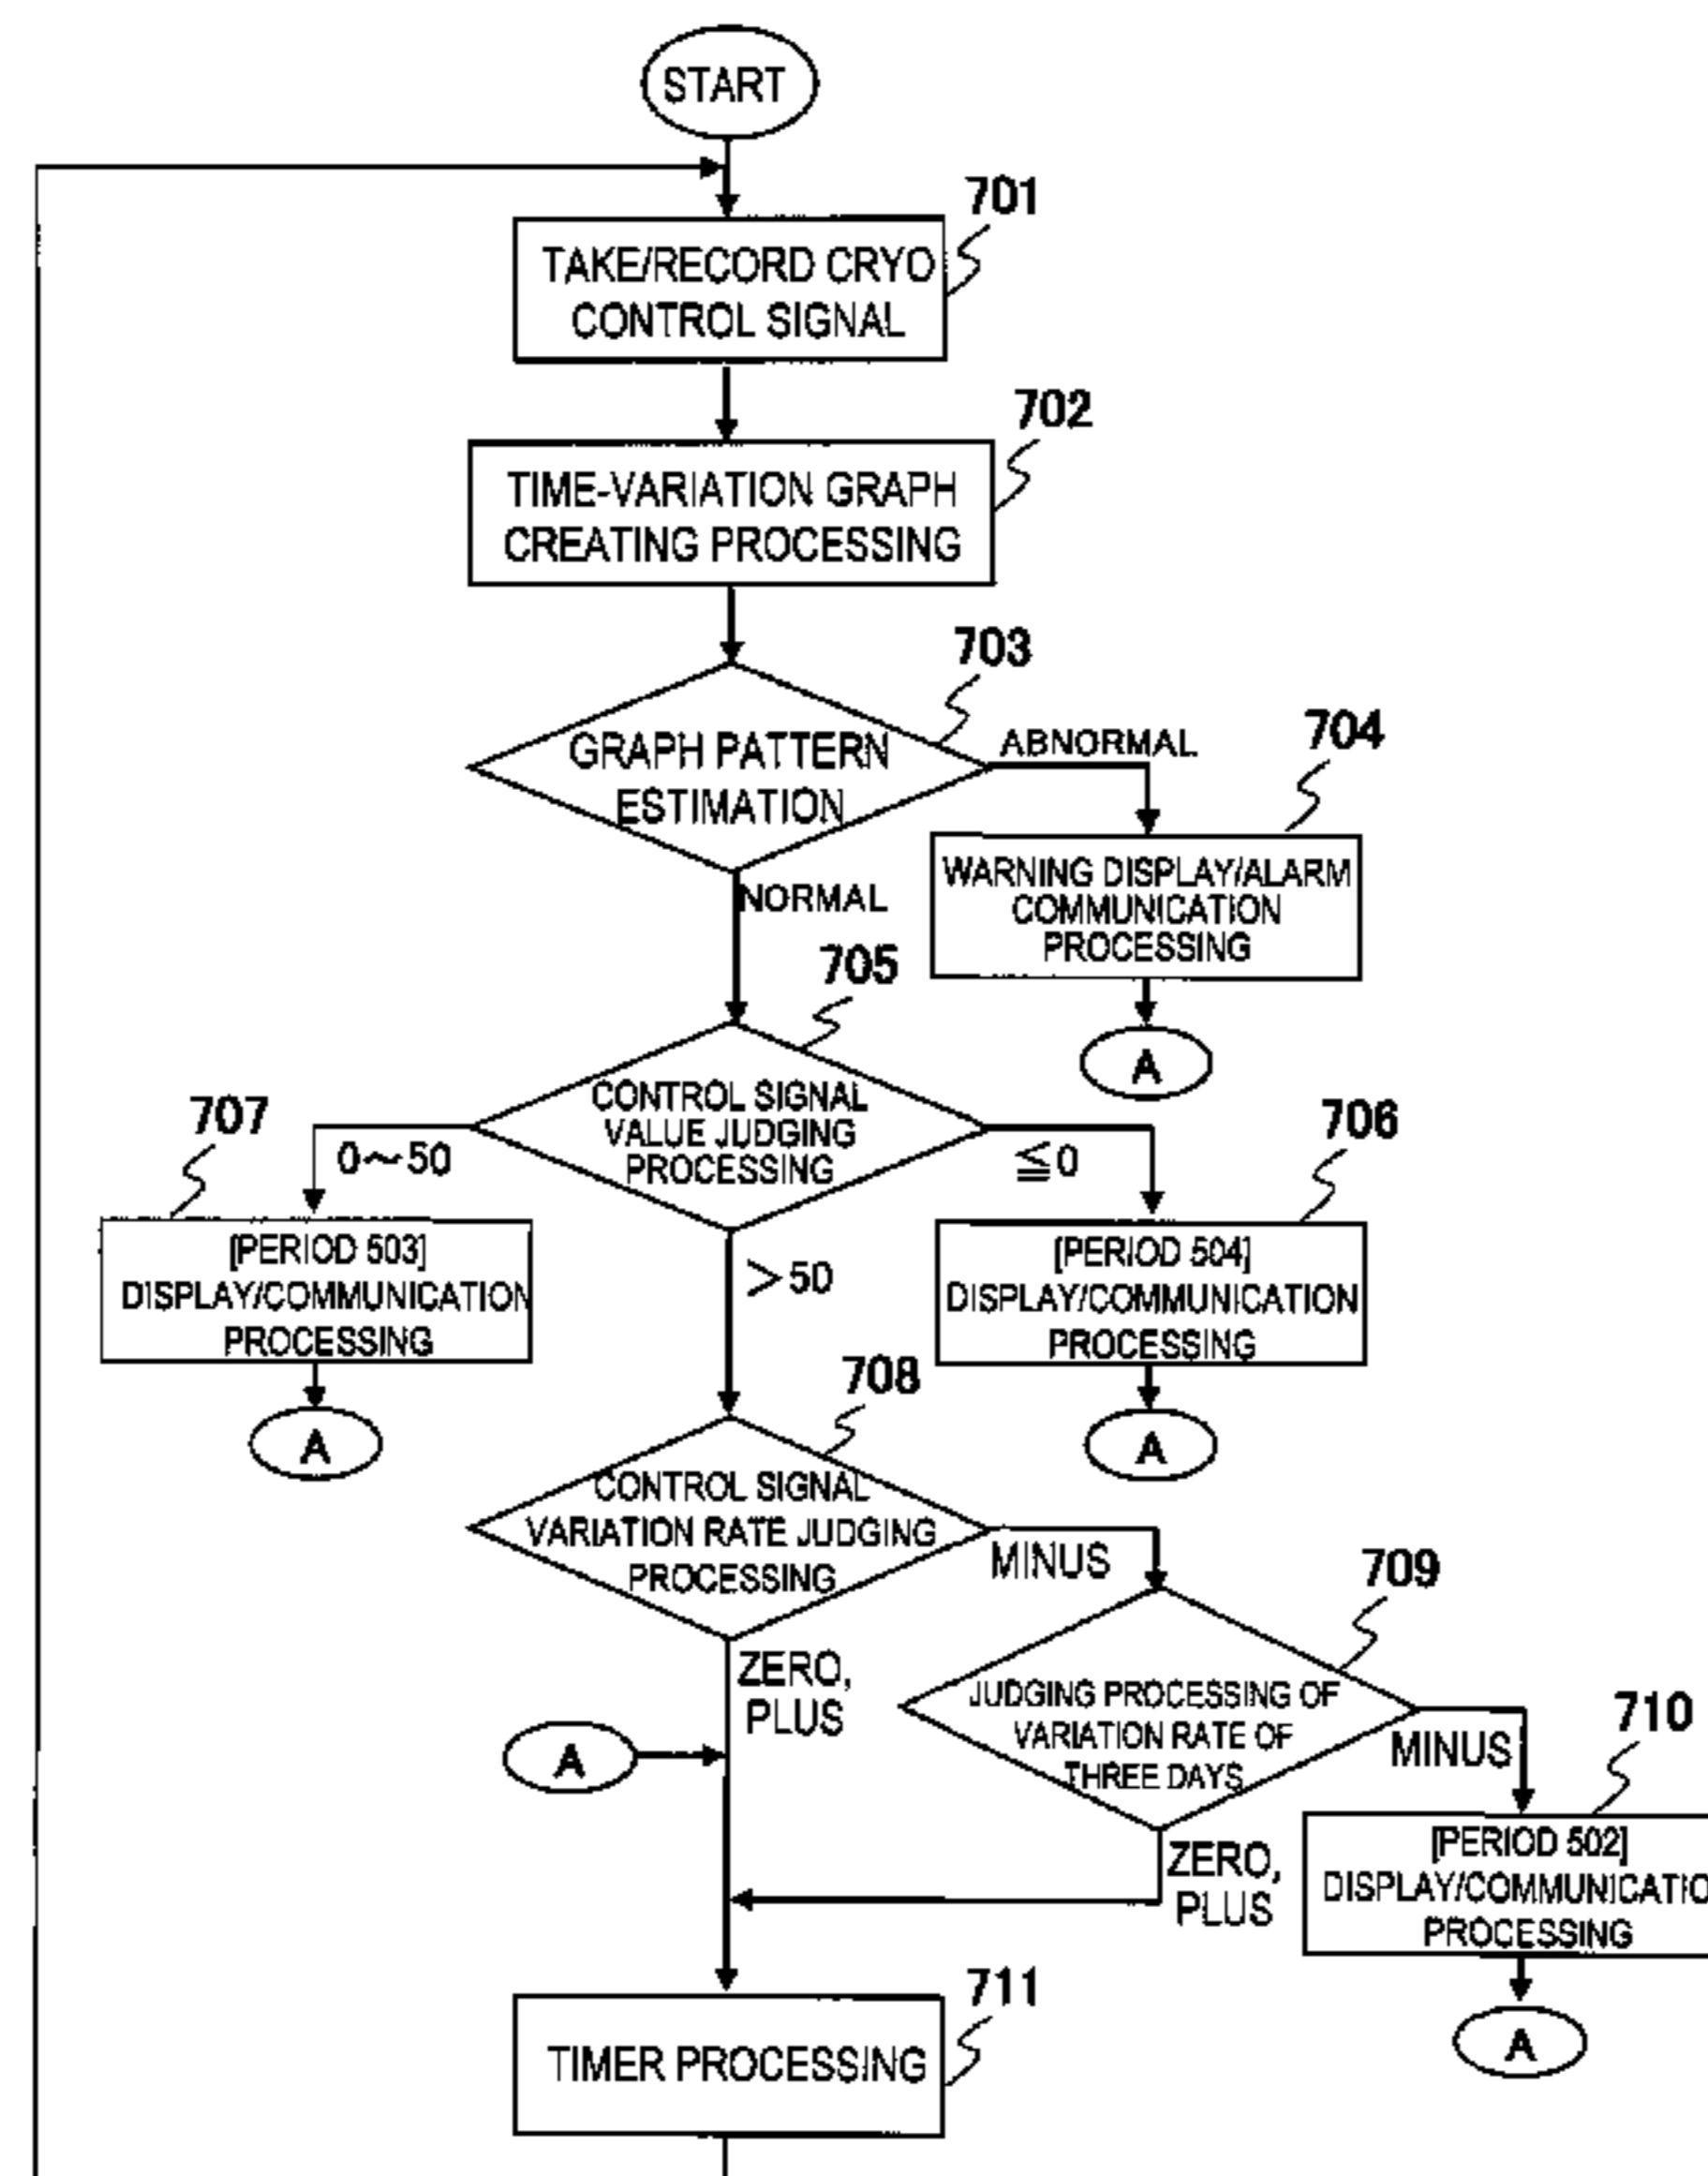 START
701
TAKE/RECORD CRYO
CONTROL SIGNAL
702
TIME-VARIATION GRAPH
CREATING PROCESSING
703
GRAPH PATTERN
ESTIMATION
ABNORMAL
704
WARNING DISPLAY/ALARM
COMMUNICATION
PROCESSING
A
NORMAL
705
CONTROL SIGNAL
VALUE JUDGING
PROCESSING
707
0～50
[PERIOD 503]
DISPLAY/COMMUNICATION
PROCESSING
A
≦0
706
[PERIOD 504]
DISPLAY/COMMUNICATION
PROCESSING
A
＞50
708
CONTROL SIGNAL
VARIATION RATE JUDGING
PROCESSING
MINUS
709
JUDGING PROCESSING OF
VARIATION RATE OF
THREE DAYS
MINUS
710
[PERIOD 502]
DISPLAY/COMMUNICATIO
PROCESSING
A
ZERO,
PLUS
A
ZERO,
PLUS
711
TIMER PROCESSING